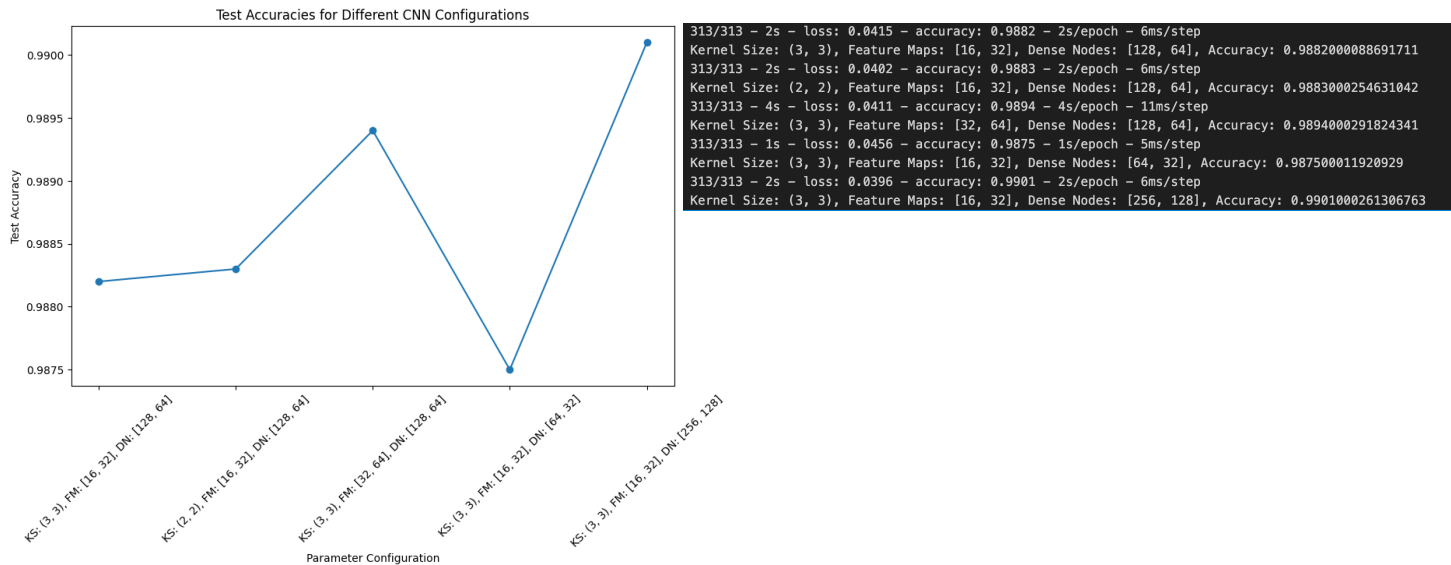 Test Accuracies for Different CNN Configurations
0.9900
0.9895
0.9890
0.9885
0.9880
0.9875
Test Accuracy
KS: (3, 3), FM: [16, 32], DN: [128, 64]
KS: (2, 2), FM: [16, 32], DN: [128, 64]
KS: (3, 3), FM: [32, 64], DN: [128, 64]
KS: (3, 3), FM: [16, 32], DN: [64, 32]
KS: (3, 3), FM: [16, 32], DN: [256, 128]
Parameter Configuration
313/313 - 2s - loss: 0.0415 - accuracy: 0.9882 - 2s/epoch - 6ms/step
Kernel Size: (3, 3), Feature Maps: [16, 32], Dense Nodes: [128, 64], Accuracy: 0.9882000088691711
313/313 - 2s - loss: 0.0402 - accuracy: 0.9883 - 2s/epoch - 6ms/step
Kernel Size: (2, 2), Feature Maps: [16, 32], Dense Nodes: [128, 64], Accuracy: 0.9883000254631042
313/313 - 4s - loss: 0.0411 - accuracy: 0.9894 - 4s/epoch - 11ms/step
Kernel Size: (3, 3), Feature Maps: [32, 64], Dense Nodes: [128, 64], Accuracy: 0.9894000291824341
313/313 - 1s - loss: 0.0456 - accuracy: 0.9875 - 1s/epoch - 5ms/step
Kernel Size: (3, 3), Feature Maps: [16, 32], Dense Nodes: [64, 32], Accuracy: 0.987500011920929
313/313 - 2s - loss: 0.0396 - accuracy: 0.9901 - 2s/epoch - 6ms/step
Kernel Size: (3, 3), Feature Maps: [16, 32], Dense Nodes: [256, 128], Accuracy: 0.9901000261306763